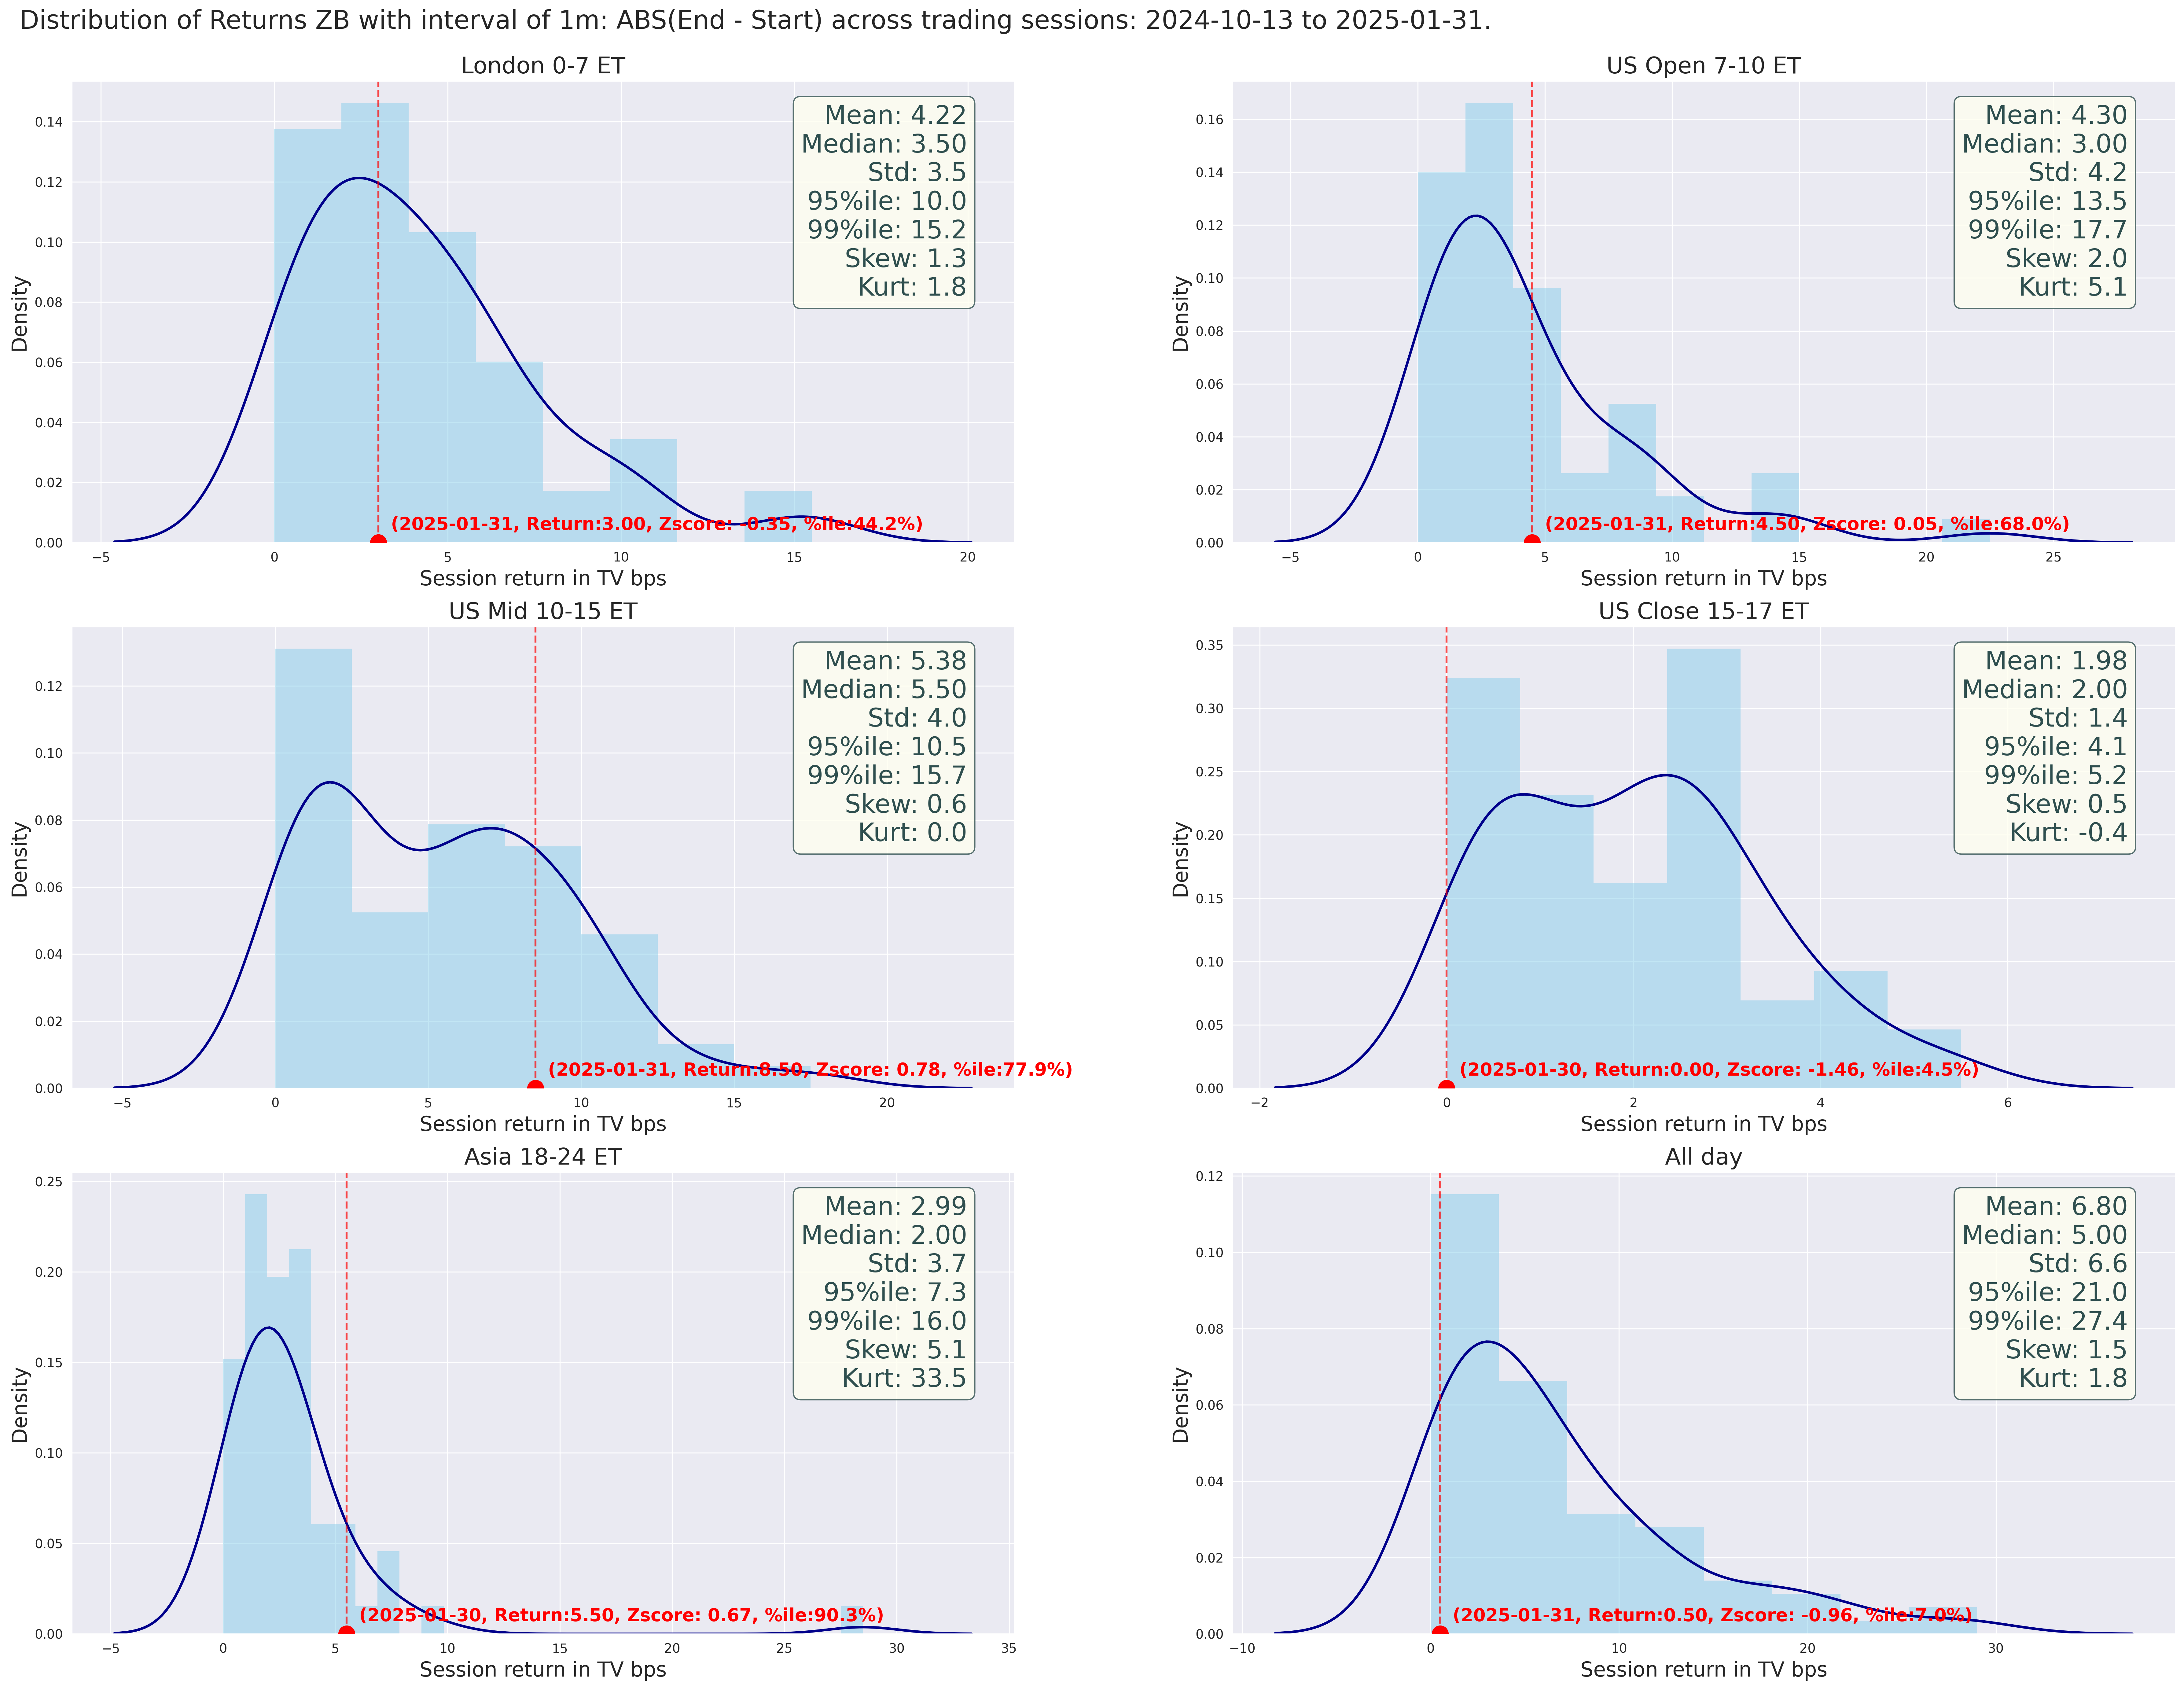 Distribution of Returns ZB with interval of 1m: ABS(End - Start) across trading sessions: 2024-10-13 to 2025-01-31.
London 0-7 ET
Density
0.14
0.12
0.10
0.08
0.06
0.04
0.02
0.00
Mean: 4.22
Median: 3.50
Std: 3.5
95%ile: 10.0
99%ile: 15.2
Skew: 1.3
Kurt: 1.8
(2025-01-31, Return:3.00, Zscore: -0.35, %ile:44.2%)
−5 0 5 10 15 20
Session return in TV bps
US Open 7-10 ET
Density
0.16
0.14
0.12
0.10
0.08
0.06
0.04
0.02
0.00
Mean: 4.30
Median: 3.00
Std: 4.2
95%ile: 13.5
99%ile: 17.7
Skew: 2.0
Kurt: 5.1
(2025-01-31, Return:4.50, Zscore: 0.05, %ile:68.0%)
−5 0 5 10 15 20 25
Session return in TV bps
US Mid 10-15 ET
Density
0.12
0.10
0.08
0.06
0.04
0.02
0.00
Mean: 5.38
Median: 5.50
Std: 4.0
95%ile: 10.5
99%ile: 15.7
Skew: 0.6
Kurt: 0.0
(2025-01-31, Return:8.50, Zscore: 0.78, %ile:77.9%)
−5 0 5 10 15 20
Session return in TV bps
US Close 15-17 ET
Density
0.35
0.30
0.25
0.20
0.15
0.10
0.05
0.00
Mean: 1.98
Median: 2.00
Std: 1.4
95%ile: 4.1
99%ile: 5.2
Skew: 0.5
Kurt: -0.4
(2025-01-30, Return:0.00, Zscore: -1.46, %ile:4.5%)
−2 0 2 4 6
Session return in TV bps
Asia 18-24 ET
Density
0.25
0.20
0.15
0.10
0.05
0.00
Mean: 2.99
Median: 2.00
Std: 3.7
95%ile: 7.3
99%ile: 16.0
Skew: 5.1
Kurt: 33.5
(2025-01-30, Return:5.50, Zscore: 0.67, %ile:90.3%)
−5 0 5 10 15 20 25 30 35
Session return in TV bps
All day
Density
0.12
0.10
0.08
0.06
0.04
0.02
0.00
Mean: 6.80
Median: 5.00
Std: 6.6
95%ile: 21.0
99%ile: 27.4
Skew: 1.5
Kurt: 1.8
(2025-01-31, Return:0.50, Zscore: -0.96, %ile:7.0%)
−10 0 10 20 30
Session return in TV bps